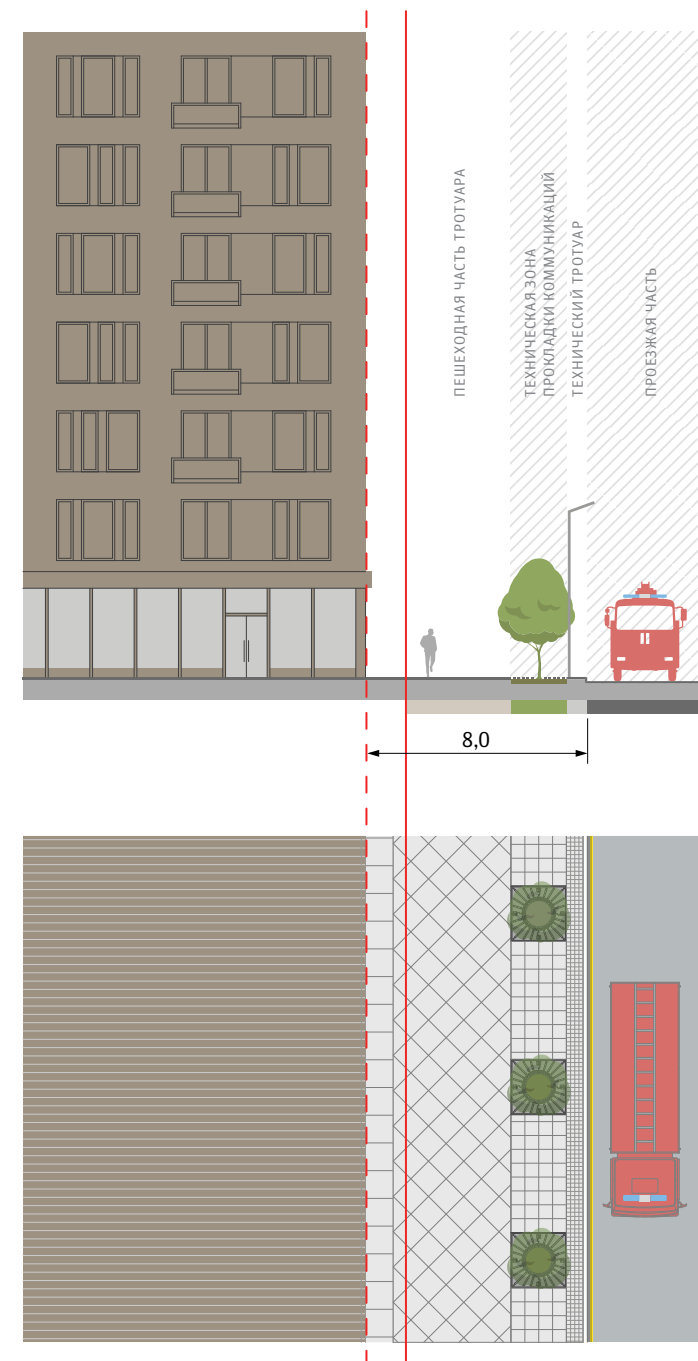 ПЕШЕХОДНАЯ ЧАСТЬ ТРОТУАРА
ТЕХНИЧЕСКАЯ ЗОНА
ПРОКЛАДКИ КОММУНИКАЦИЙ
ТЕХНИЧЕСКИЙ ТРОТУАР
ПРОЕЗЖАЯ ЧАСТЬ
8,0